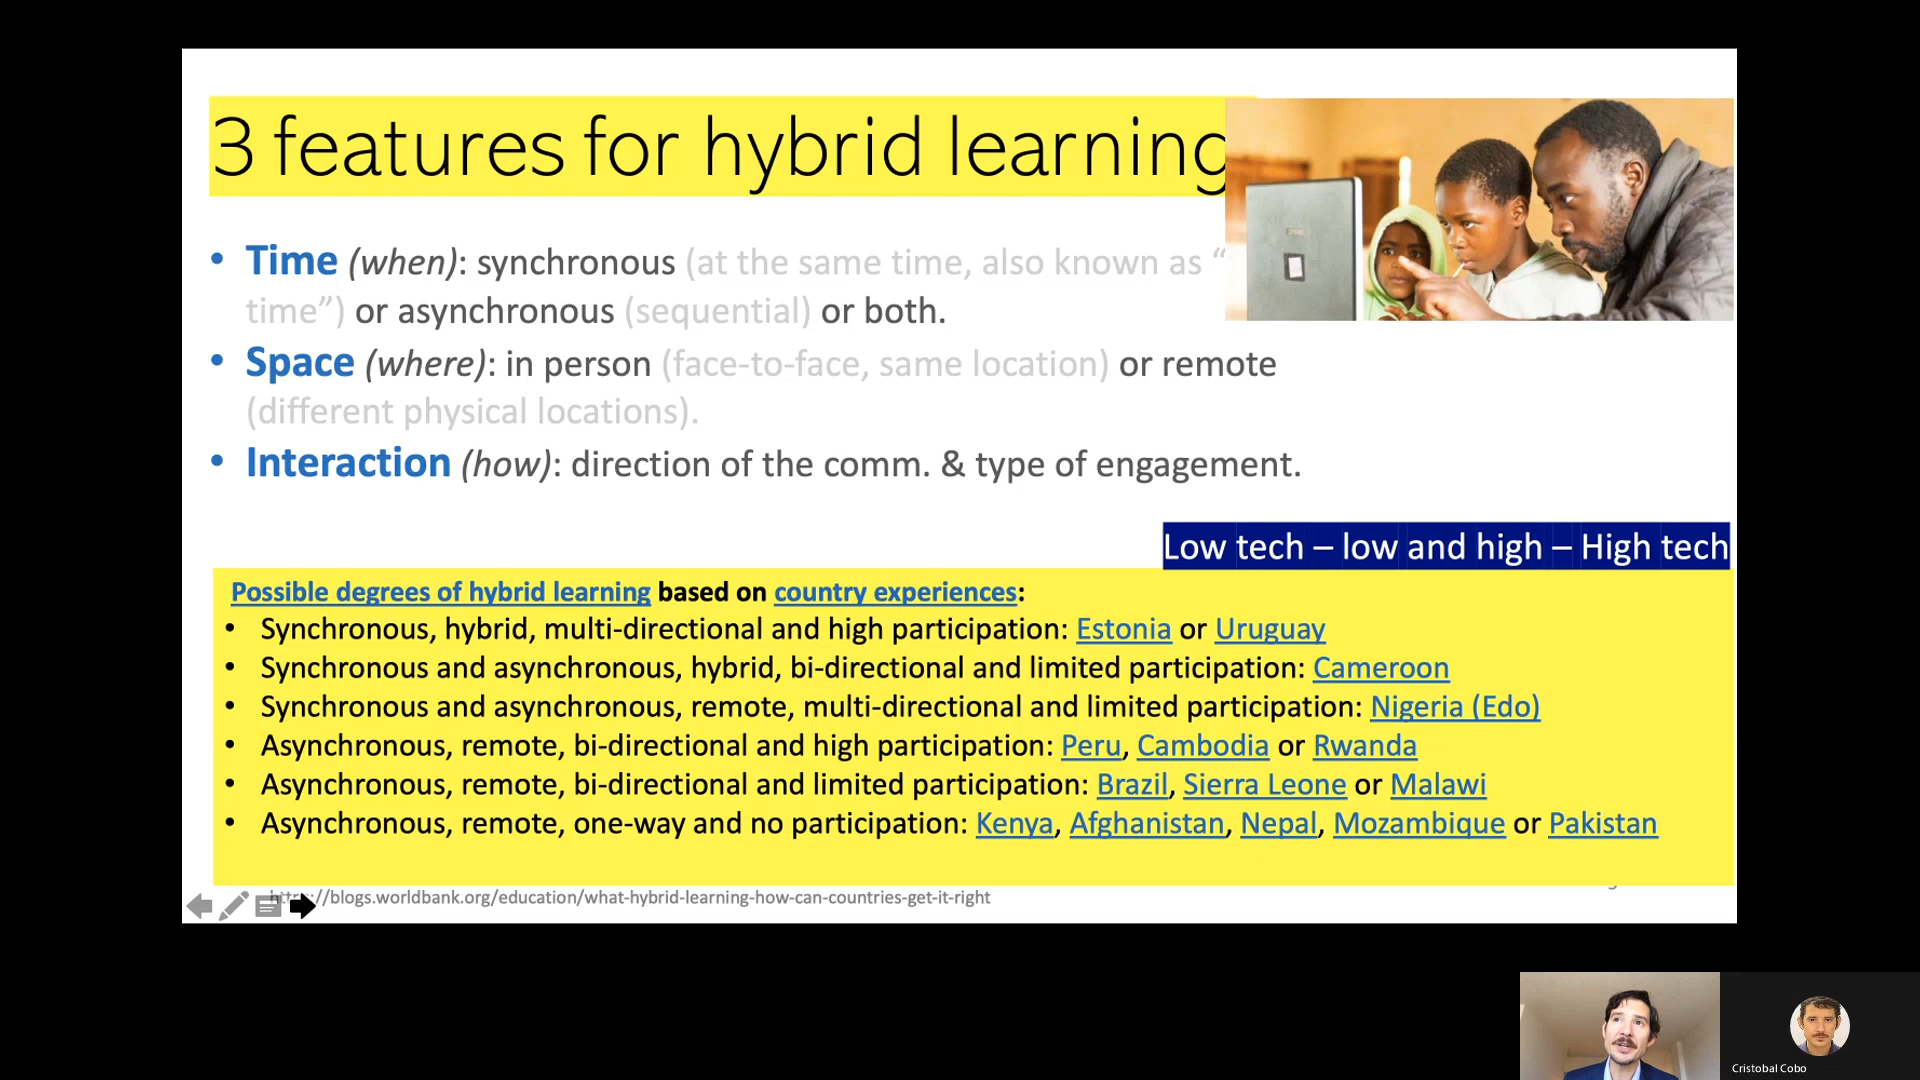 3 features for hybrid learning
• Time (when): synchronous (at the same time, also known as “
time”) or asynchronous (sequential) or both.
• Space (where): in person (face-to-face, same location) or remote
(different physical locations).
• Interaction (how): direction of the comm. & type of engagement.
Low tech – low and high – High tech
Possible degrees of hybrid learning based on country experiences:
• Synchronous, hybrid, multi-directional and high participation: Estonia or Uruguay
• Synchronous and asynchronous, hybrid, bi-directional and limited participation: Cameroon
• Synchronous and asynchronous, remote, multi-directional and limited participation: Nigeria (Edo)
• Asynchronous, remote, bi-directional and high participation: Peru, Cambodia or Rwanda
• Asynchronous, remote, bi-directional and limited participation: Brazil, Sierra Leone or Malawi
• Asynchronous, remote, one-way and no participation: Kenya, Afghanistan, Nepal, Mozambique or Pakistan
https://blogs.worldbank.org/education/what-hybrid-learning-how-can-countries-get-it-right
Cristobal Cobo